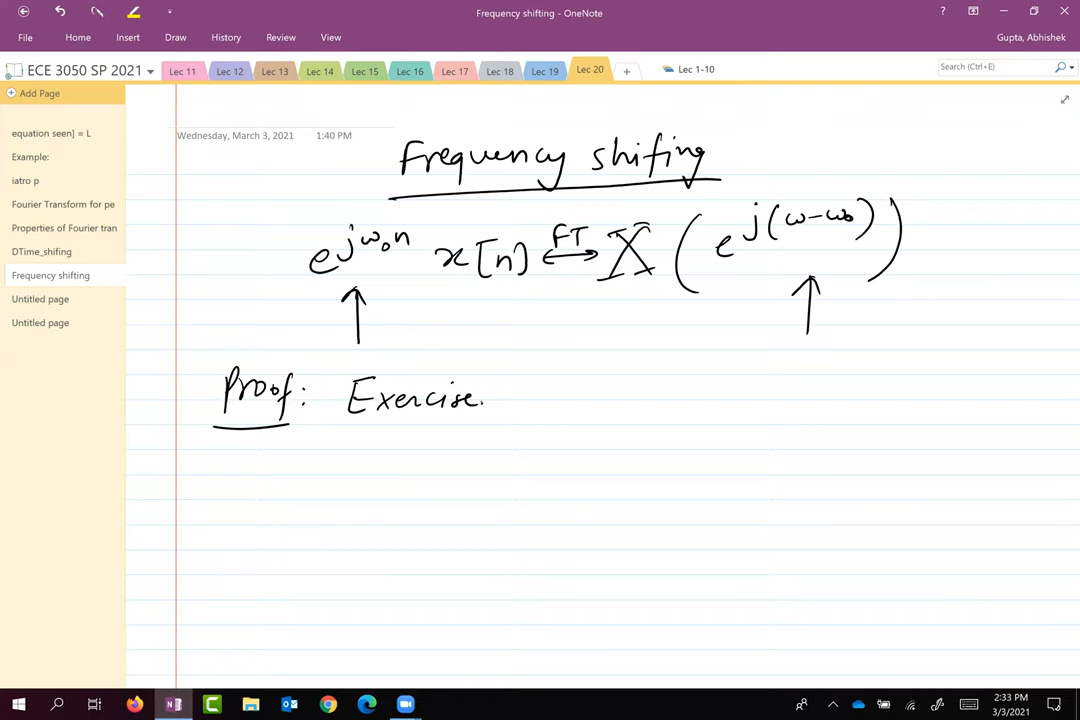 Frequency shifting - OneNote
?
File Home Insert Draw History Review View
Gupta, Abhishek
ECE 3050 SP 2021 Lec 11 Lec 12 Lec 13 Lec 14 Lec 15 Lec 16 Lec 17 Lec 18 Lec 19 Lec 20 + Lec 1-10
Search (Ctrl+E)
Add Page
equation seen] = L
Example:
iatro p
Fourier Transform for pe
Properties of Fourier tran
DTime_shifing
Frequency shifting
Untitled page
Untitled page
Wednesday, March 3, 2021 1:40 PM
Frequency shifing
e^{jω₀n} x[n] ⟷^{FT} X(e^{j(ω-ω₀)})
Proof: Exercise.
2:33 PM
3/3/2021